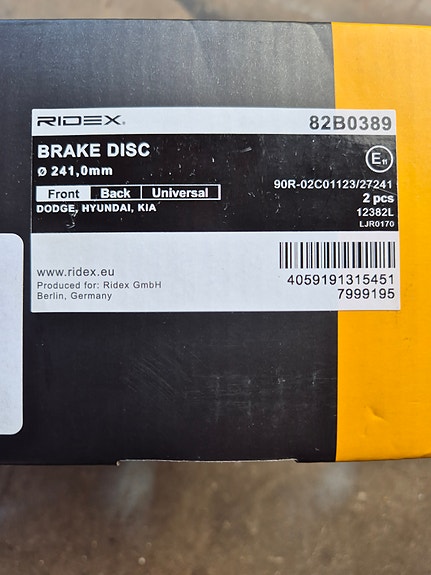 RIDEX®
82B0389
BRAKE DISC
Ø 241,0mm
E11
Front Back Universal
90R-02C01123/27241
2 pcs
DODGE, HYUNDAI, KIA
12382L
LJR0170
www.ridex.eu
Produced for: Ridex GmbH
Berlin, Germany
4059191315451
7999195